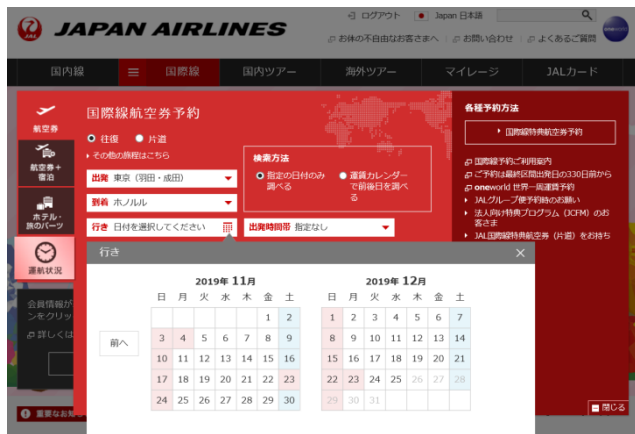 JAL
JAPAN AIRLINES
ログアウト
Japan 日本語
お体の不自由なお客さまへ
お問い合わせ
よくあるご質問
国内線
国際線
国内ツアー
海外ツアー
マイレージ
JALカード
航空券
航空券+
宿泊
ホテル・
旅のパーツ
運航状況
国際線航空券予約
往復
片道
その他の旅程はこちら
出発 東京（羽田・成田）
到着 ホノルル
行き 日付を選択してください
検索方法
指定の日付のみ
調べる
運賃カレンダー
で前後日を調べ
る
出発時間帯 指定なし
各種予約方法
国際線特典航空券予約
国際線予約ご利用案内
ご予約は最終区間出発日の330日前から
oneworld 世界一周運賃予約
JALグループ便予約時のお願い
法人向け特典プログラム（JCFM）のお
客さま
JAL国際線特典航空券（片道）をお持ち
行き
前へ
2019年 11月
日 月 火 水 木 金 土
1 2
3 4 5 6 7 8 9
10 11 12 13 14 15 16
17 18 19 20 21 22 23
24 25 26 27 28 29 30
2019年 12月
日 月 火 水 木 金 土
1 2 3 4 5 6 7
8 9 10 11 12 13 14
15 16 17 18 19 20 21
22 23 24 25 26 27 28
29 30 31
会員情報が
ンをクリッ
詳しくは
重要なお知
閉じる